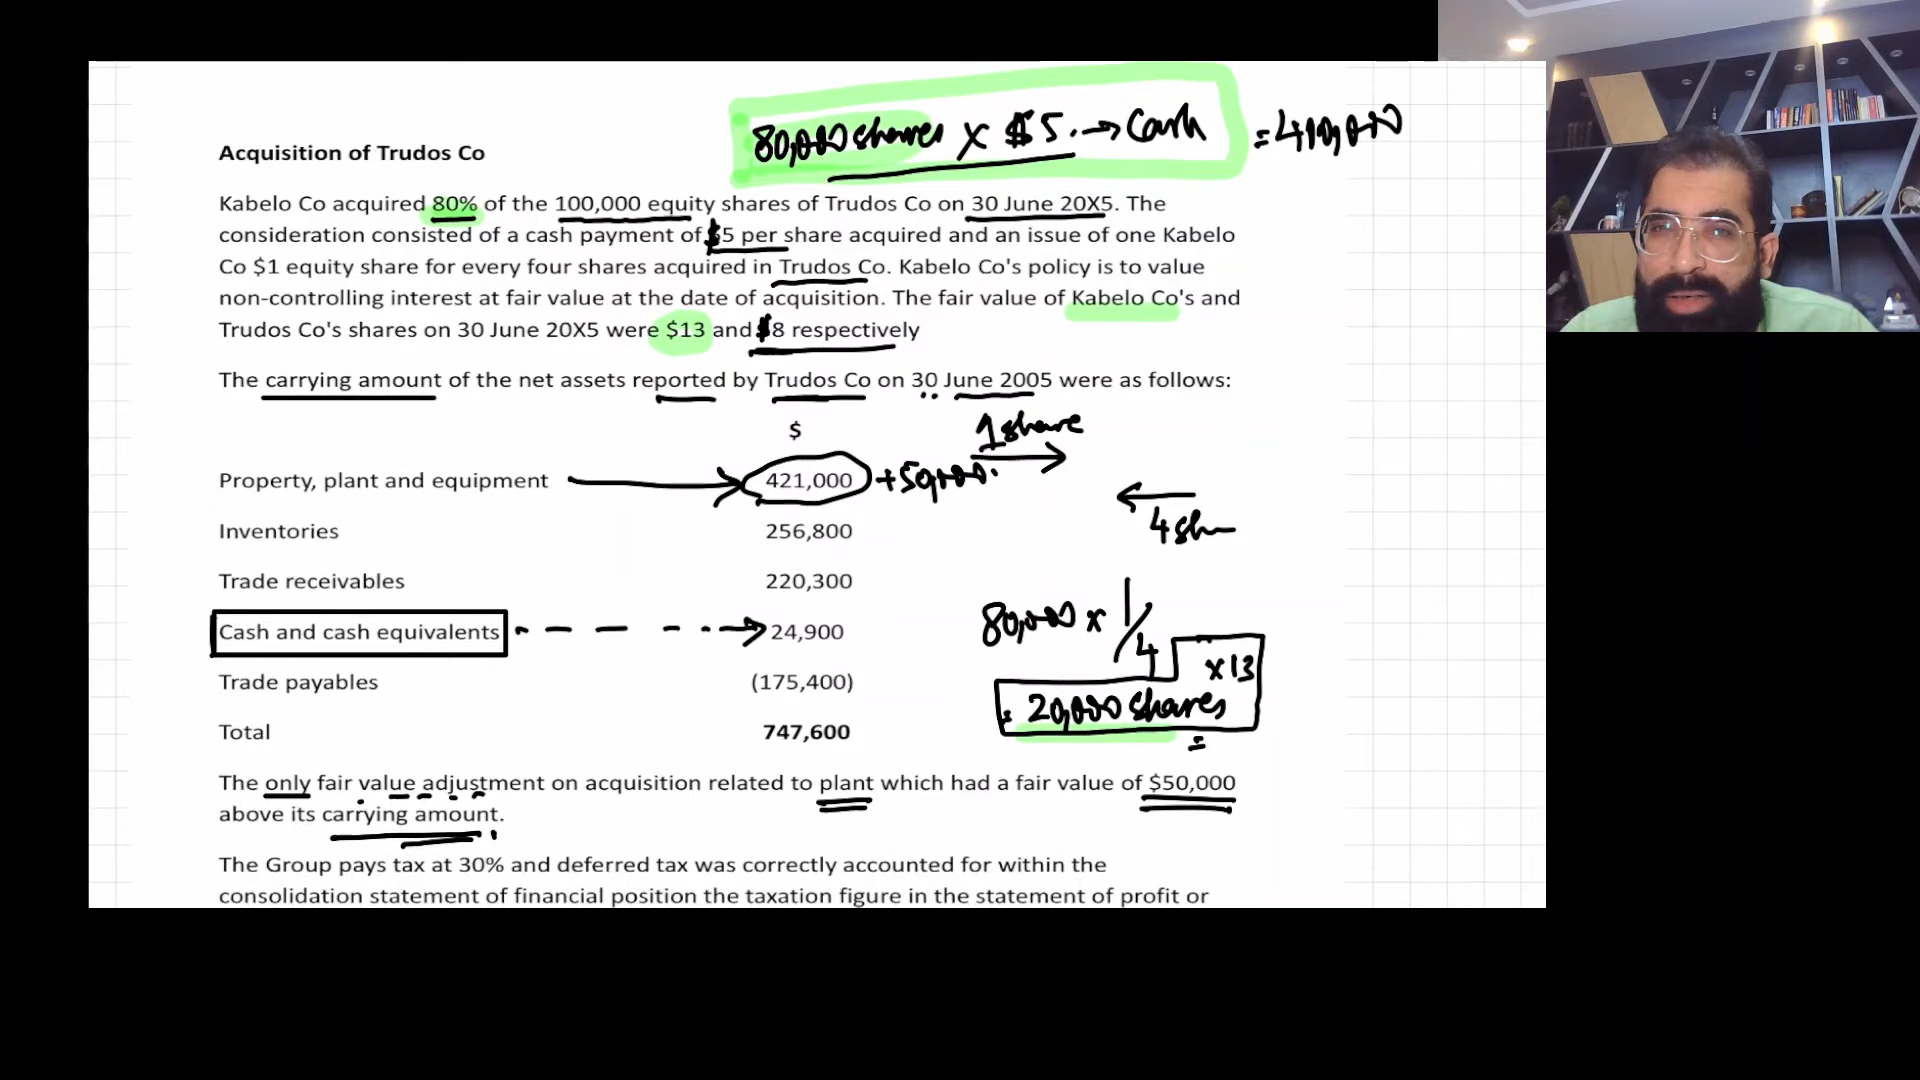 80,000 shares x $5. → Cash = 400,000
Acquisition of Trudos Co
Kabelo Co acquired 80% of the 100,000 equity shares of Trudos Co on 30 June 20X5. The
consideration consisted of a cash payment of $5 per share acquired and an issue of one Kabelo
Co $1 equity share for every four shares acquired in Trudos Co. Kabelo Co's policy is to value
non-controlling interest at fair value at the date of acquisition. The fair value of Kabelo Co's and
Trudos Co's shares on 30 June 20X5 were $13 and $8 respectively
The carrying amount of the net assets reported by Trudos Co on 30 June 2005 were as follows:
$
1 share
Property, plant and equipment 421,000 +50,000.
4 sh
Inventories 256,800
Trade receivables 220,300
80,000 x 1/4
Cash and cash equivalents 24,900
x13
Trade payables (175,400)
= 20,000 shares
=
Total 747,600
The only fair value adjustment on acquisition related to plant which had a fair value of $50,000
above its carrying amount.
The Group pays tax at 30% and deferred tax was correctly accounted for within the
consolidation statement of financial position the taxation figure in the statement of profit or